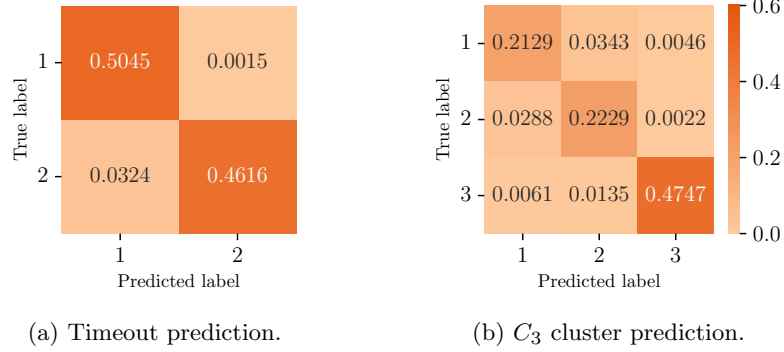 True label
1 0.5045 0.0015
2 0.0324 0.4616
1 2
Predicted label
(a) Timeout prediction.
True label
1 0.2129 0.0343 0.0046
2 0.0288 0.2229 0.0022
3 0.0061 0.0135 0.4747
1 2 3
Predicted label
0.6
0.4
0.2
0.0
(b) C₃ cluster prediction.